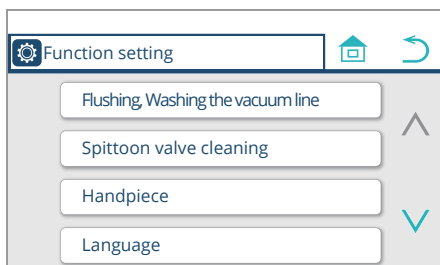 Function setting
Flushing, Washing the vacuum line
Spittoon valve cleaning
Handpiece
Language